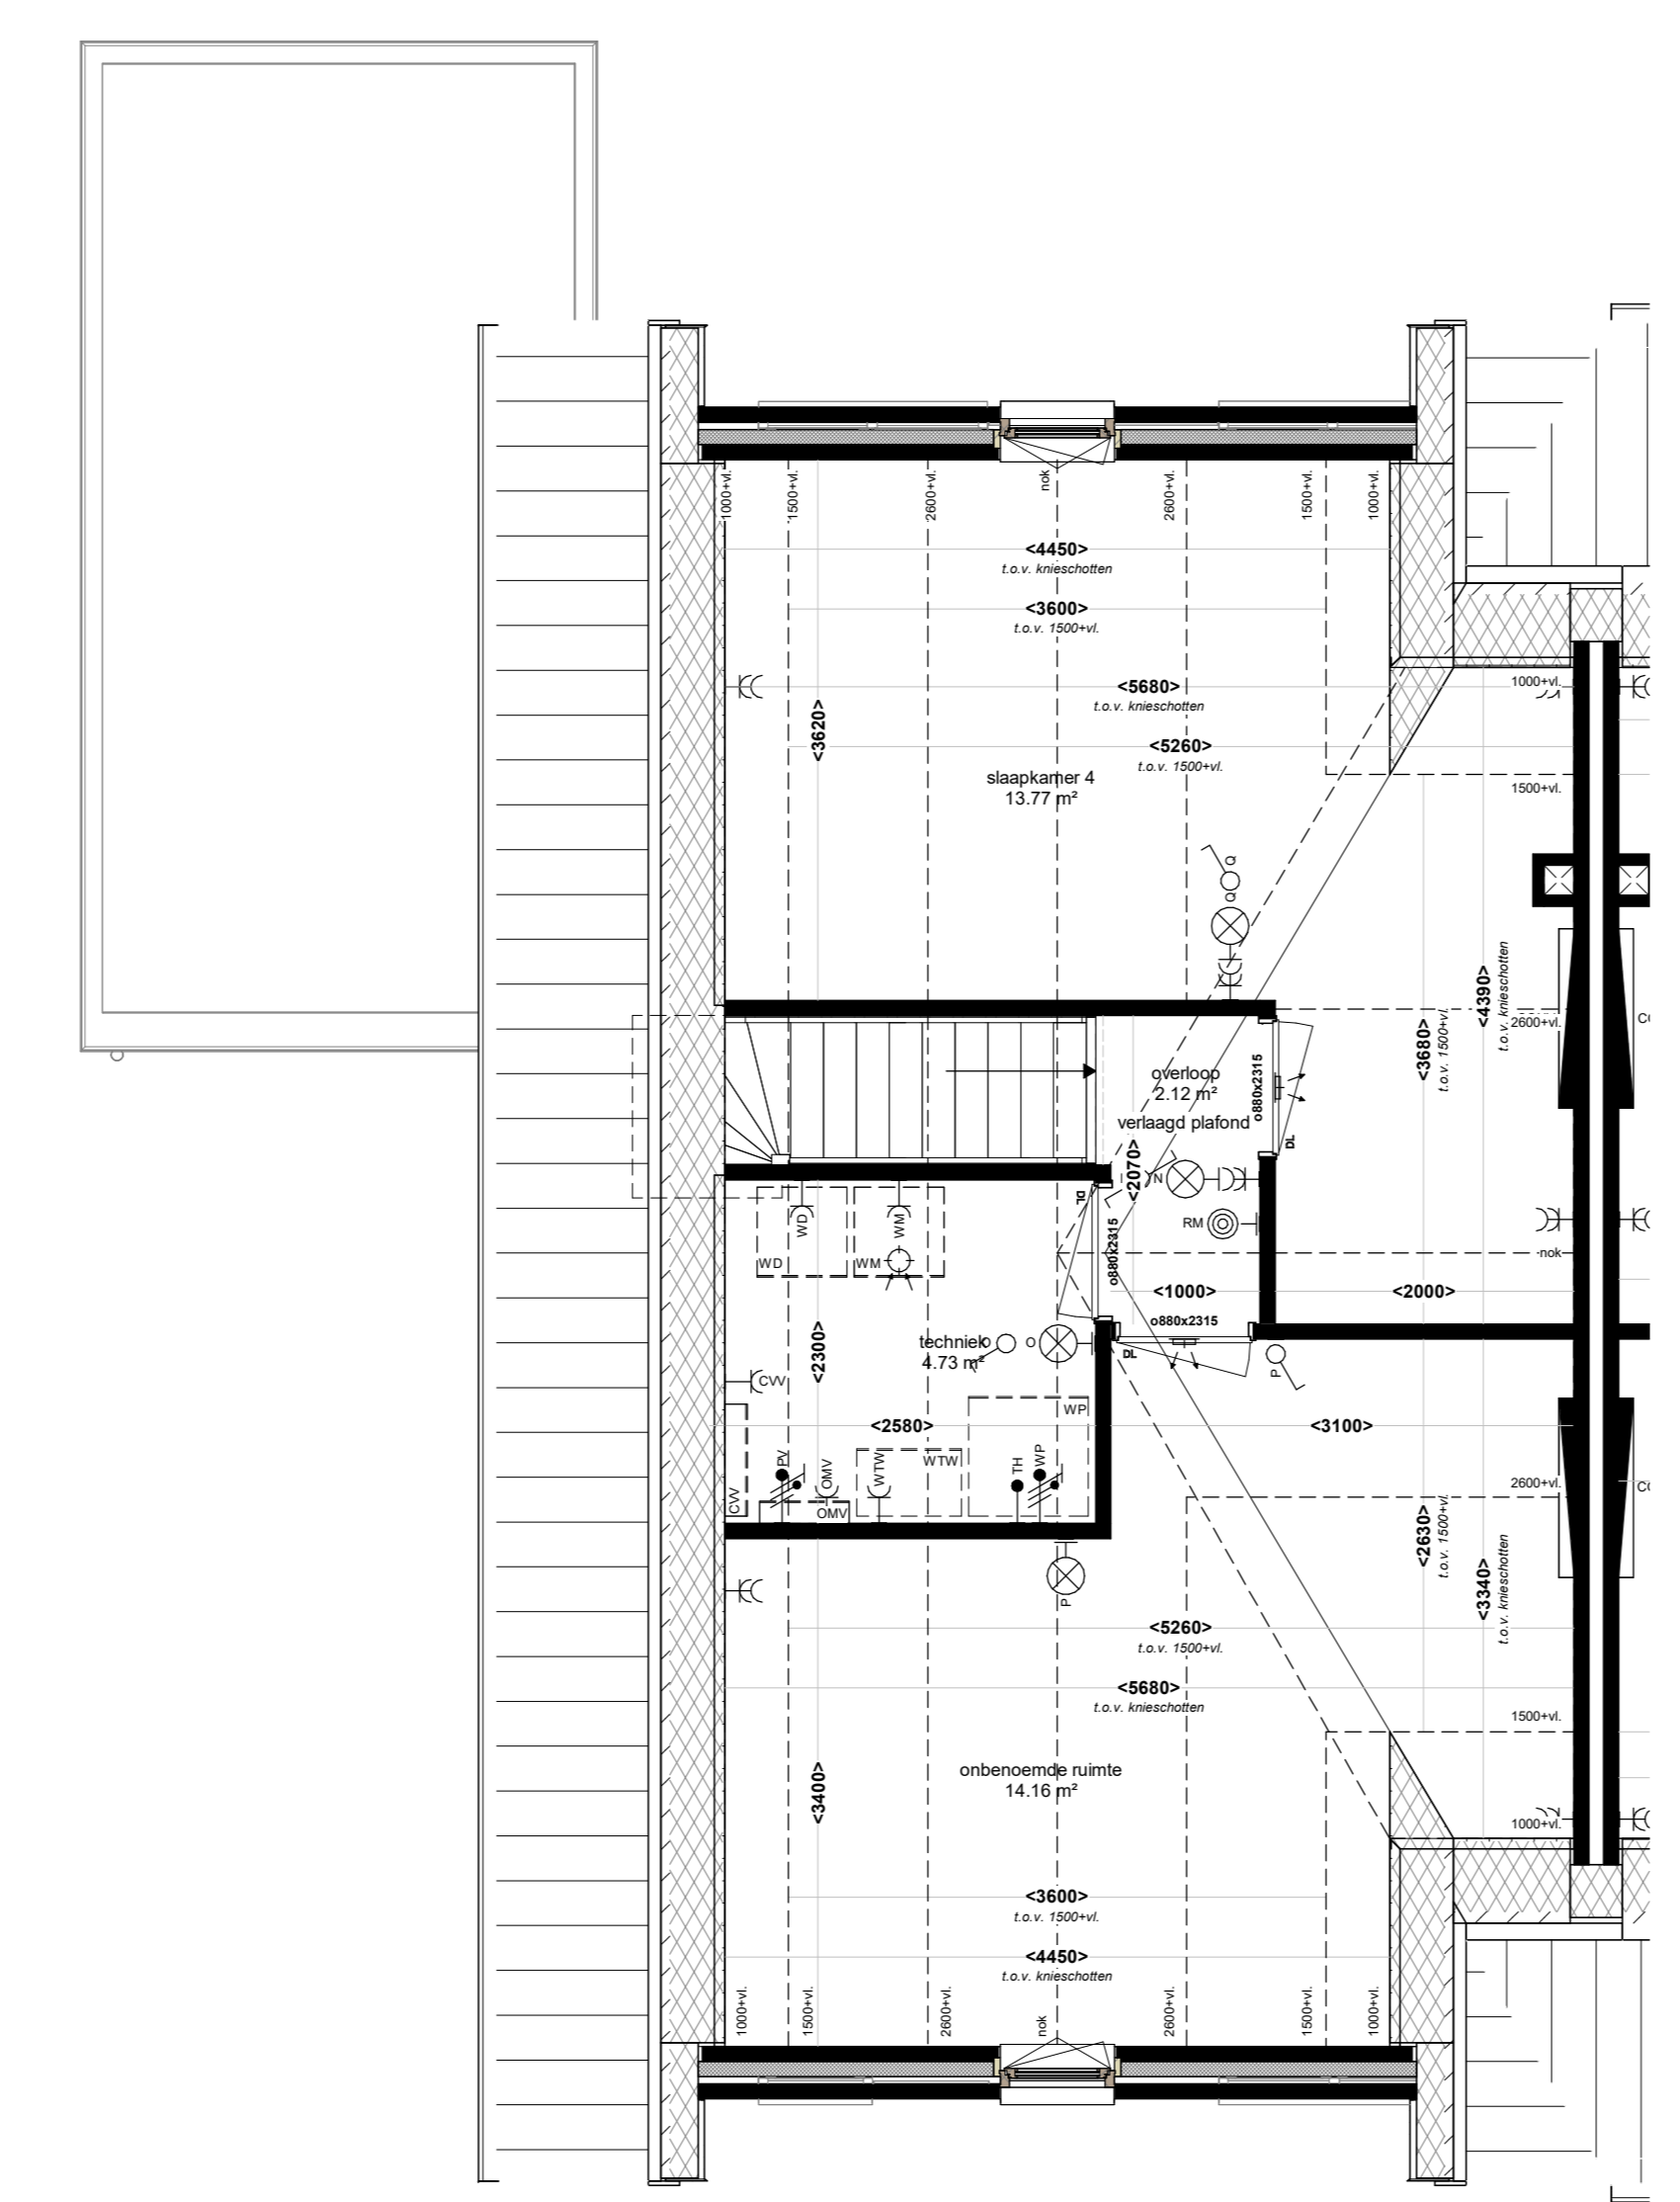 1000+vl.
1500+vl.
2600+vl.
nok
2600+vl.
1500+vl.
1000+vl.
<4450>
t.o.v. knieschotten
<3600>
t.o.v. 1500+vl.
<5680>
t.o.v. knieschotten
1000+vl.
<3620>
<5260>
t.o.v. 1500+vl.
slaapkamer 4
13.77 m²
1500+vl.
Q
Q
<4390>
t.o.v. knieschotten
<3680>
t.o.v. 1500+vl.
2600+vl.
overloop
2.12 m²
verlaagd plafond
o880x2315
DL
<2070>
N
RM
DL
o880x2315
WD
WM
WD
WM
nok
<1000>
<2000>
o880x2315
DL
P
<2300>
techniek
4.73 m²
O
O
CVV
<2580>
WP
<3100>
CVV
PV
OMV
OMV
WTW
WTW
TH
WP
2600+vl.
<2630>
t.o.v. 1500+vl.
<3340>
t.o.v. knieschotten
P
<5260>
t.o.v. 1500+vl.
<5680>
t.o.v. knieschotten
1500+vl.
onbenoemde ruimte
14.16 m²
<3400>
1000+vl.
<3600>
t.o.v. 1500+vl.
<4450>
t.o.v. knieschotten
1000+vl.
1500+vl.
2600+vl.
nok
2600+vl.
1500+vl.
1000+vl.